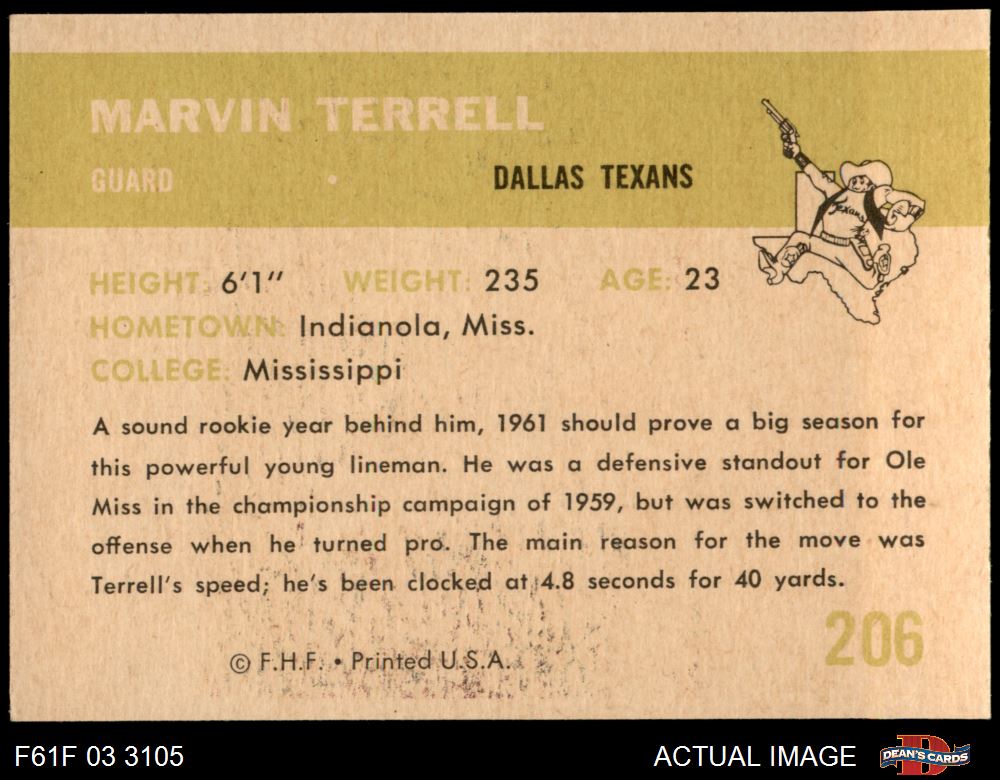 MARVIN TERRELL
GUARD
DALLAS TEXANS
Texans
HEIGHT: 6'1" WEIGHT: 235 AGE: 23
HOMETOWN: Indianola, Miss.
COLLEGE: Mississippi
A sound rookie year behind him, 1961 should prove a big season for
this powerful young lineman. He was a defensive standout for Ole
Miss in the championship campaign of 1959, but was switched to the
offense when he turned pro. The main reason for the move was
Terrell's speed; he's been clocked at 4.8 seconds for 40 yards.
206
© F.H.F. • Printed U.S.A.
F61F 03 3105
ACTUAL IMAGE
DEAN'S CARDS